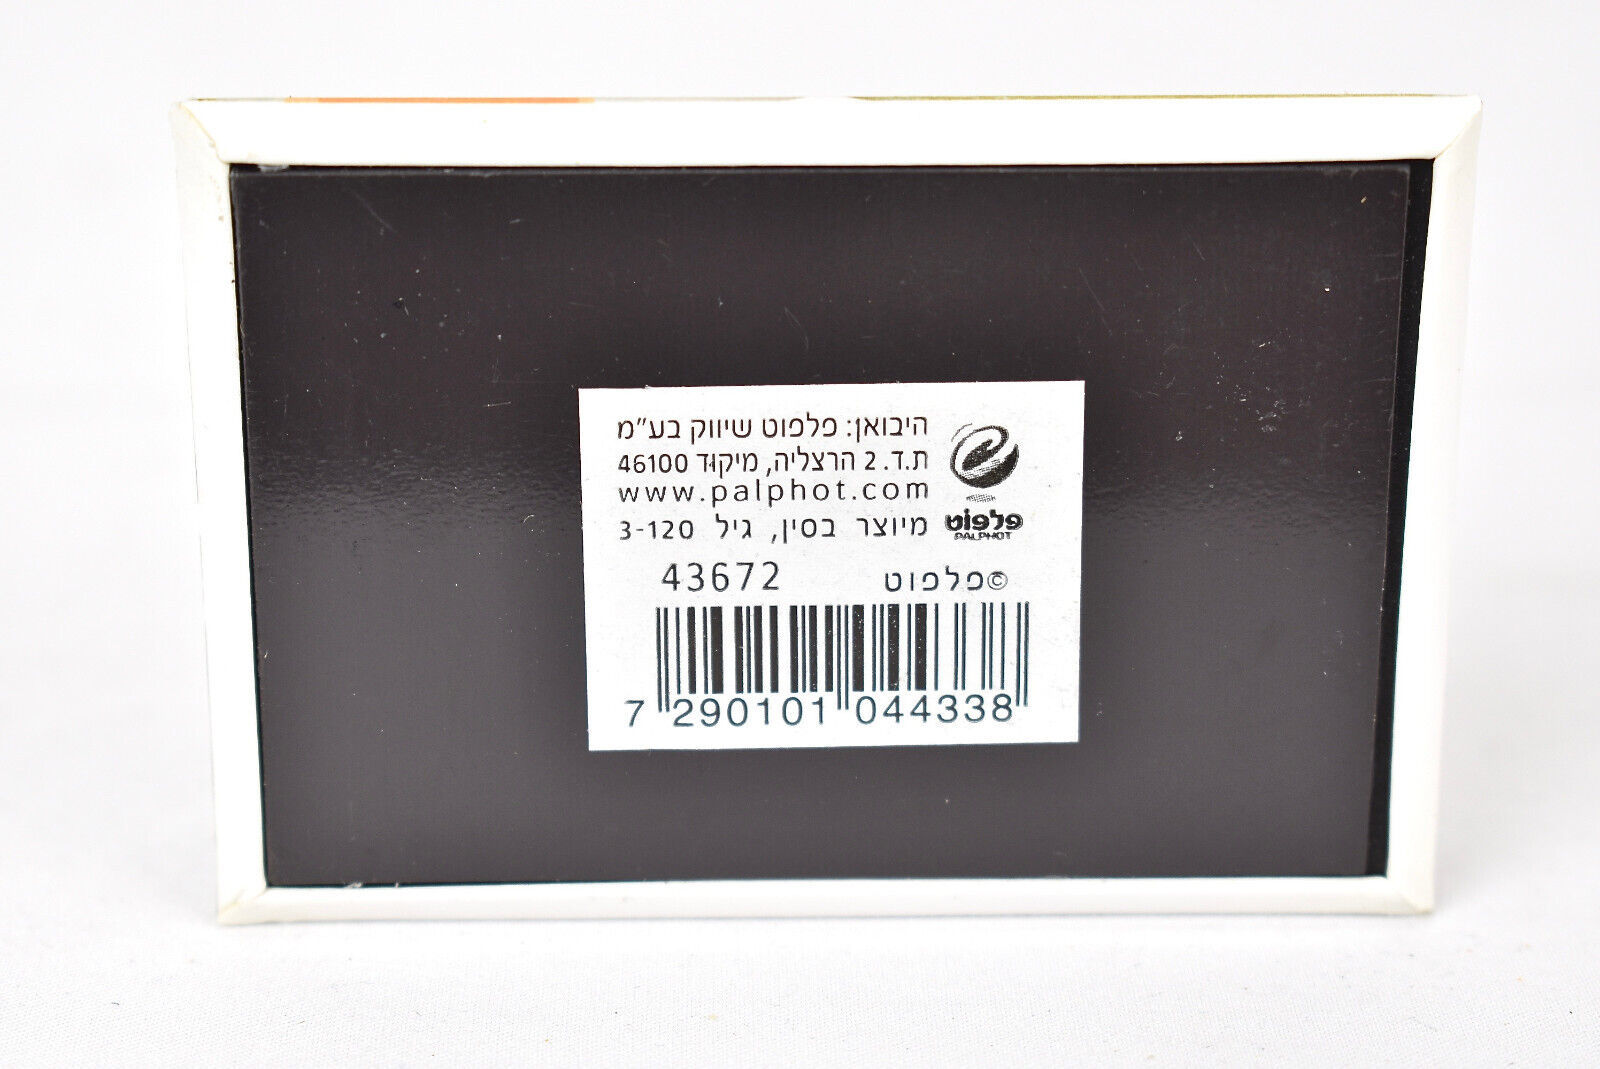 היבואן: פלפוט שיווק בע"מ
ת.ד. 2 הרצליה, מיקוד 46100
www.palphot.com
מיוצר בסין, גיל 3-120
פלפוט
PALPHOT
©פלפוט 43672
7 290101 044338